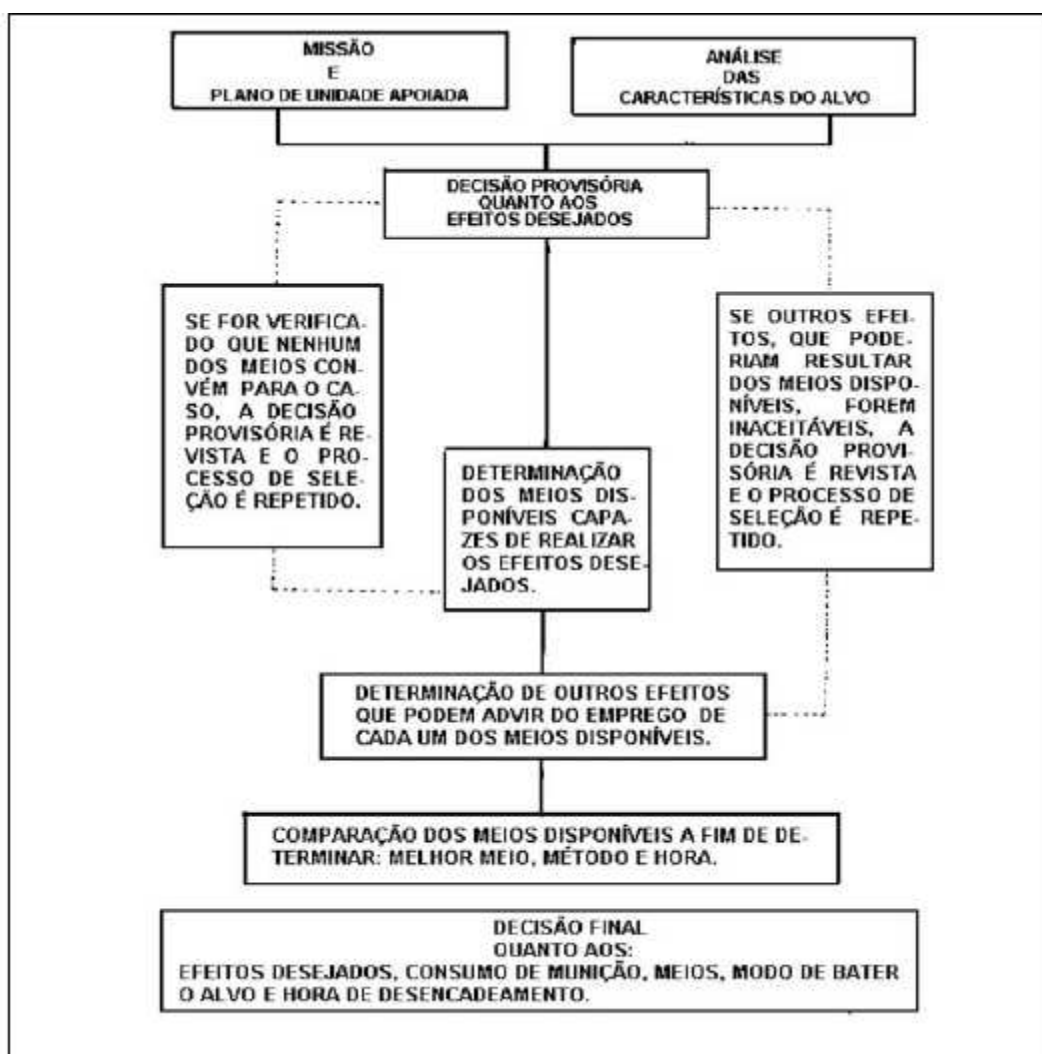 MISSÃO
E
PLANO DE UNIDADE APOIADA
ANÁLISE
DAS
CARACTERÍSTICAS DO ALVO
DECISÃO PROVISÓRIA
QUANTO AOS
EFEITOS DESEJADOS
SE FOR VERIFICA-
DO QUE NENHUM
DOS MEIOS CON-
VÉM PARA O CA-
SO, A DECISÃO
PROVISÓRIA É RE-
VISTA E O PRO-
CESSO DE SELE-
ÇÃO É REPETIDO.
SE OUTROS EFEI-
TOS, QUE PODE-
RIAM RESULTAR
DOS MEIOS DISPO-
NÍVEIS, FOREM
INACEITÁVEIS, A
DECISÃO PROVI-
SÓRIA É REVISTA
E O PROCESSO DE
SELEÇÃO É REPE-
TIDO.
DETERMINAÇÃO
DOS MEIOS DIS-
PONÍVEIS CAPA-
ZES DE REALIZAR
OS EFEITOS DESE-
JADOS.
DETERMINAÇÃO DE OUTROS EFEITOS
QUE PODEM ADVIR DO EMPREGO DE
CADA UM DOS MEIOS DISPONÍVEIS.
COMPARAÇÃO DOS MEIOS DISPONÍVEIS A FIM DE DE-
TERMINAR: MELHOR MEIO, MÉTODO E HORA.
DECISÃO FINAL
QUANTO AOS:
EFEITOS DESEJADOS, CONSUMO DE MUNIÇÃO, MEIOS, MODO DE BATER
O ALVO E HORA DE DESENCADEAMENTO.